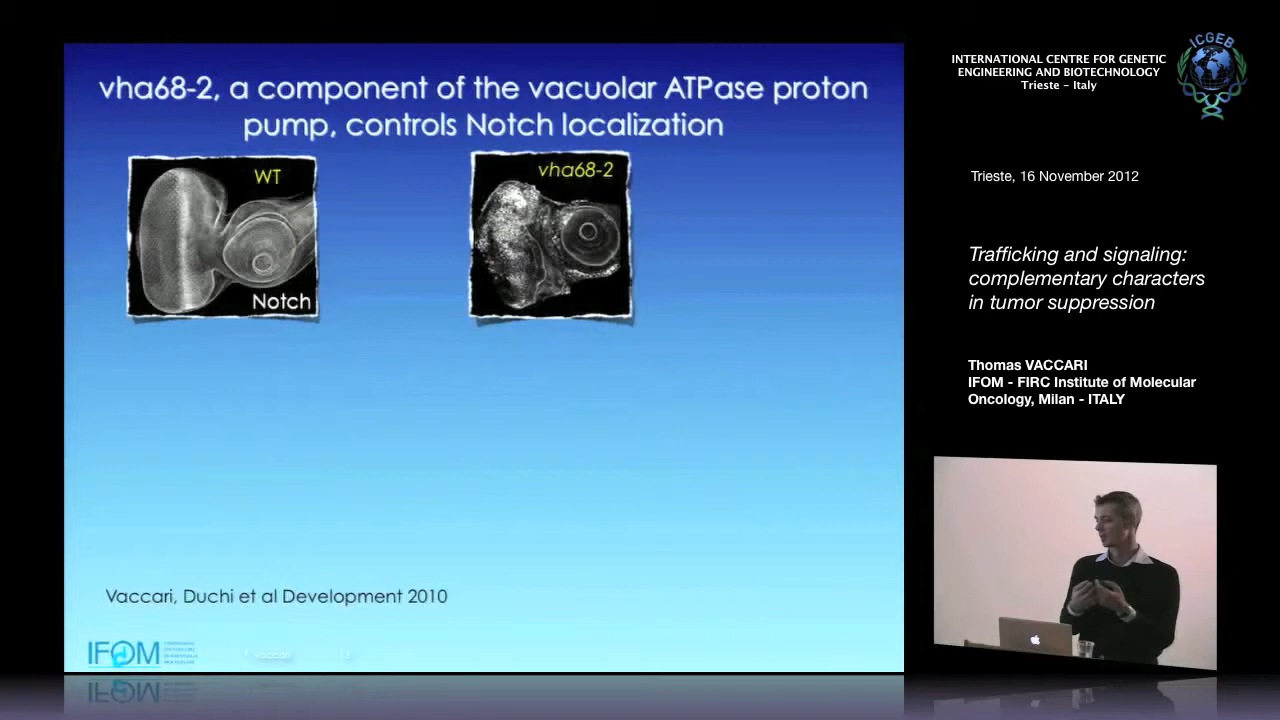 vha68-2, a component of the vacuolar ATPase proton
pump, controls Notch localization
WT
Notch
vha68-2
Vaccari, Duchi et al Development 2010
IFOM
vaccari
ICGEB
INTERNATIONAL CENTRE FOR GENETIC
ENGINEERING AND BIOTECHNOLOGY
Trieste - Italy
Trieste, 16 November 2012
Trafficking and signaling:
complementary characters
in tumor suppression
Thomas VACCARI
IFOM - FIRC Institute of Molecular
Oncology, Milan - ITALY